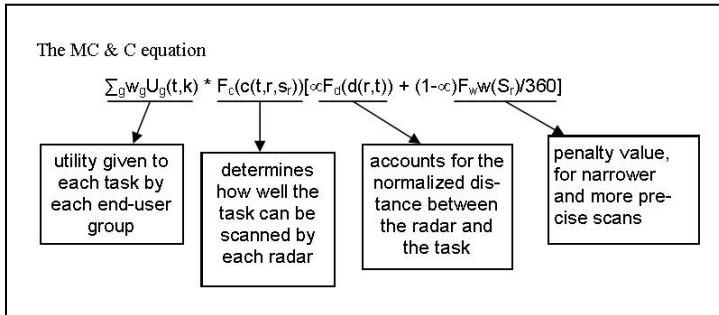 The MC & C equation
∑gwgUg(t,k) * Fc(c(t,r,sr))[∝Fd(d(r,t)) + (1-∝)Fww(Sr)/360]
utility given to
each task by
each end-user
group
determines
how well the
task can be
scanned by
each radar
accounts for the
normalized dis-
tance between
the radar and
the task
penalty value,
for narrower
and more pre-
cise scans